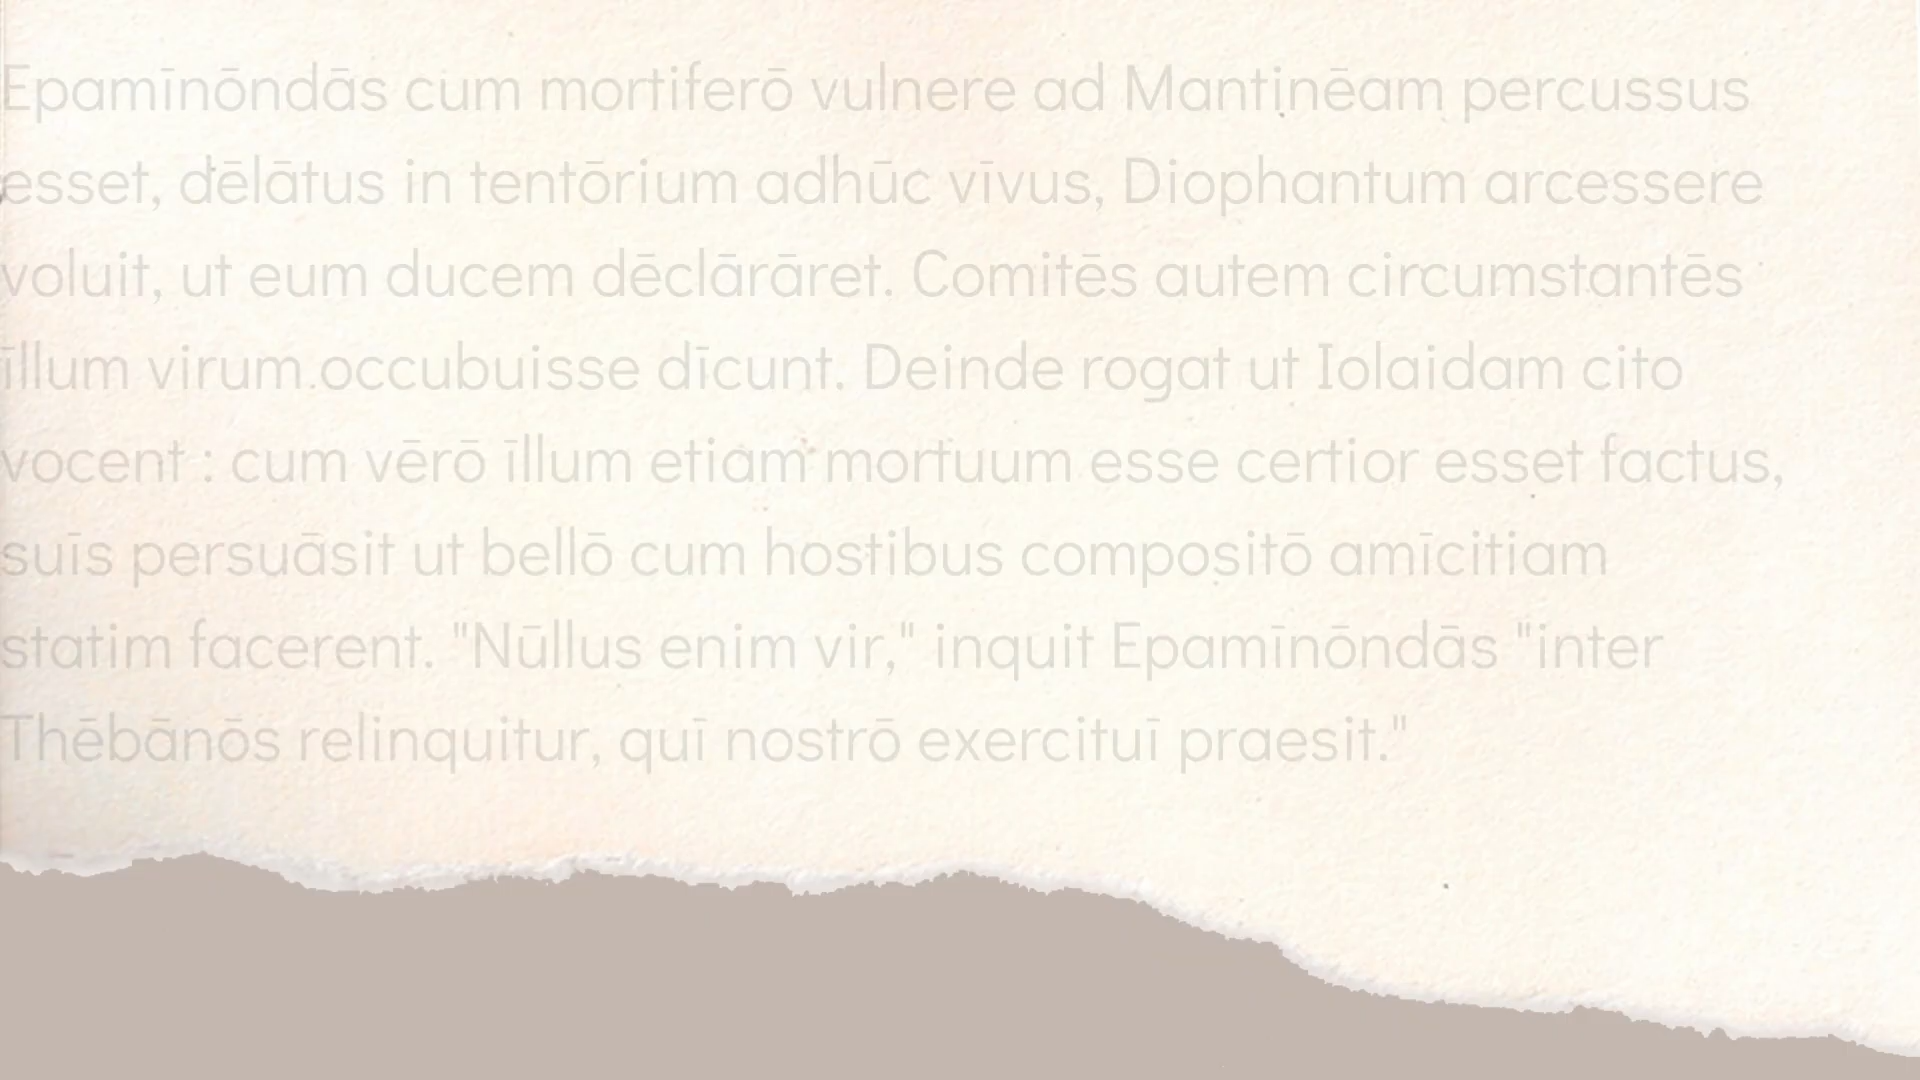 Epamīnōndās cum mortiferō vulnere ad Mantinēam percussus
esset, dēlātus in tentōrium adhūc vīvus, Diophantum arcessere
voluit, ut eum ducem dēclārāret. Comitēs autem circumstantēs
īllum virum occubuisse dīcunt. Deinde rogat ut Iolaidam cito
vocent : cum vērō īllum etiam mortuum esse certior esset factus,
suīs persuāsit ut bellō cum hostibus compositō amīcitiam
statim facerent. "Nūllus enim vir," inquit Epamīnōndās "inter
Thēbānōs relinquitur, quī nostrō exercituī praesit."